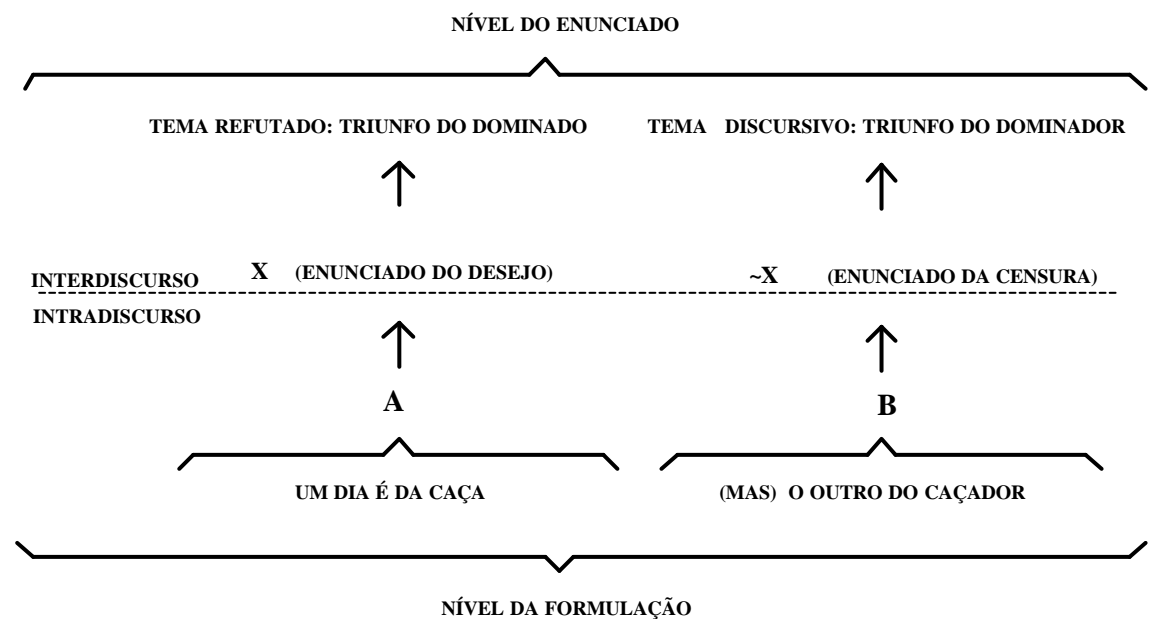 NÍVEL DO ENUNCIADO
TEMA REFUTADO: TRIUNFO DO DOMINADO TEMA DISCURSIVO: TRIUNFO DO DOMINADOR
INTERDISCURSO X (ENUNCIADO DO DESEJO) ~X (ENUNCIADO DA CENSURA)
INTRADISCURSO
A B
UM DIA É DA CAÇA (MAS) O OUTRO DO CAÇADOR
NÍVEL DA FORMULAÇÃO